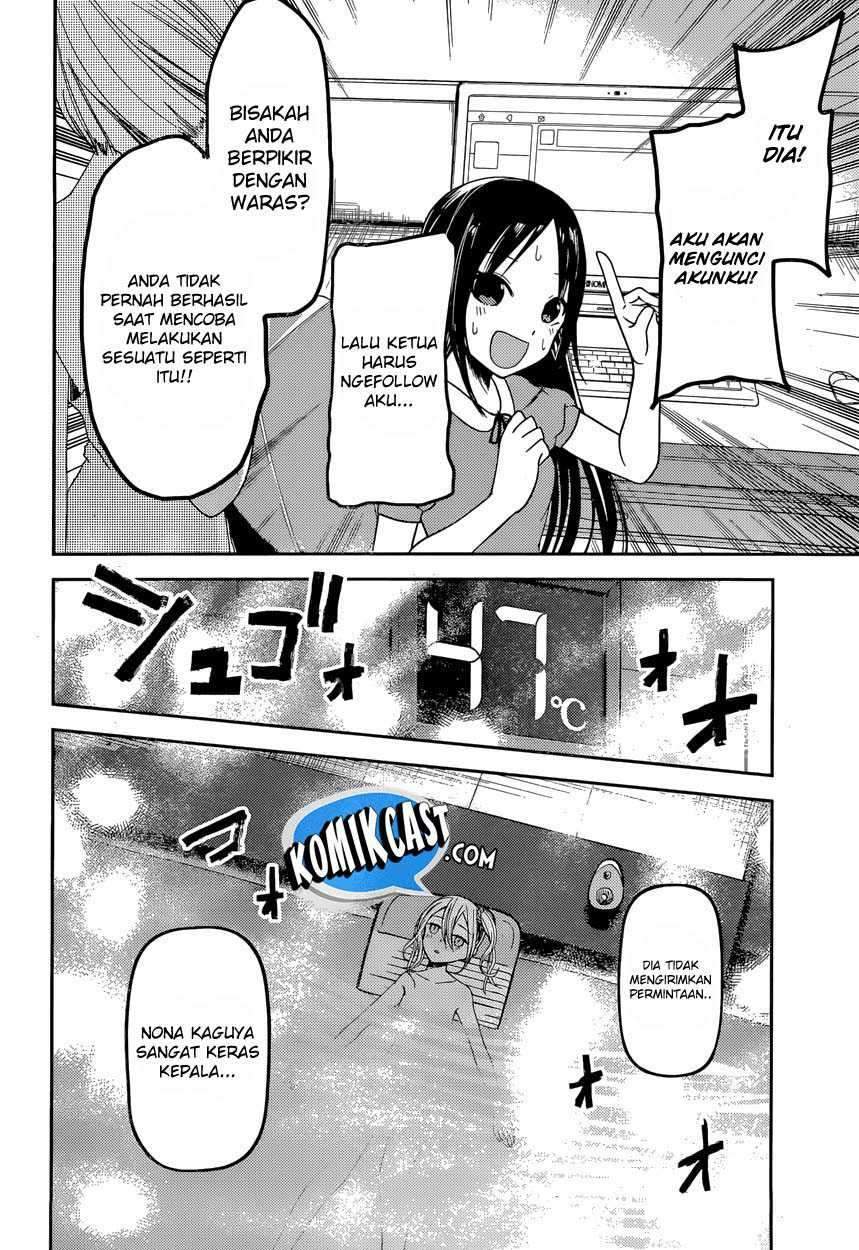 ITU
DIA!
AKU AKAN
MENGUNCI
AKUNKU!
LALU KETUA
HARUS
NGEFOLLOW
AKU...
BISAKAH
ANDA
BERPIKIR
DENGAN
WARAS?
ANDA TIDAK
PERNAH BERHASIL
SAAT MENCOBA
MELAKUKAN
SESUATU SEPERTI
ITU!!
シュゴォォ
47°C
KOMIKCAST
.COM
ォ
ォ
DIA TIDAK
MENGIRIMKAN
PERMINTAAN..
NONA KAGUYA
SANGAT KERAS
KEPALA...
ォ
ォ